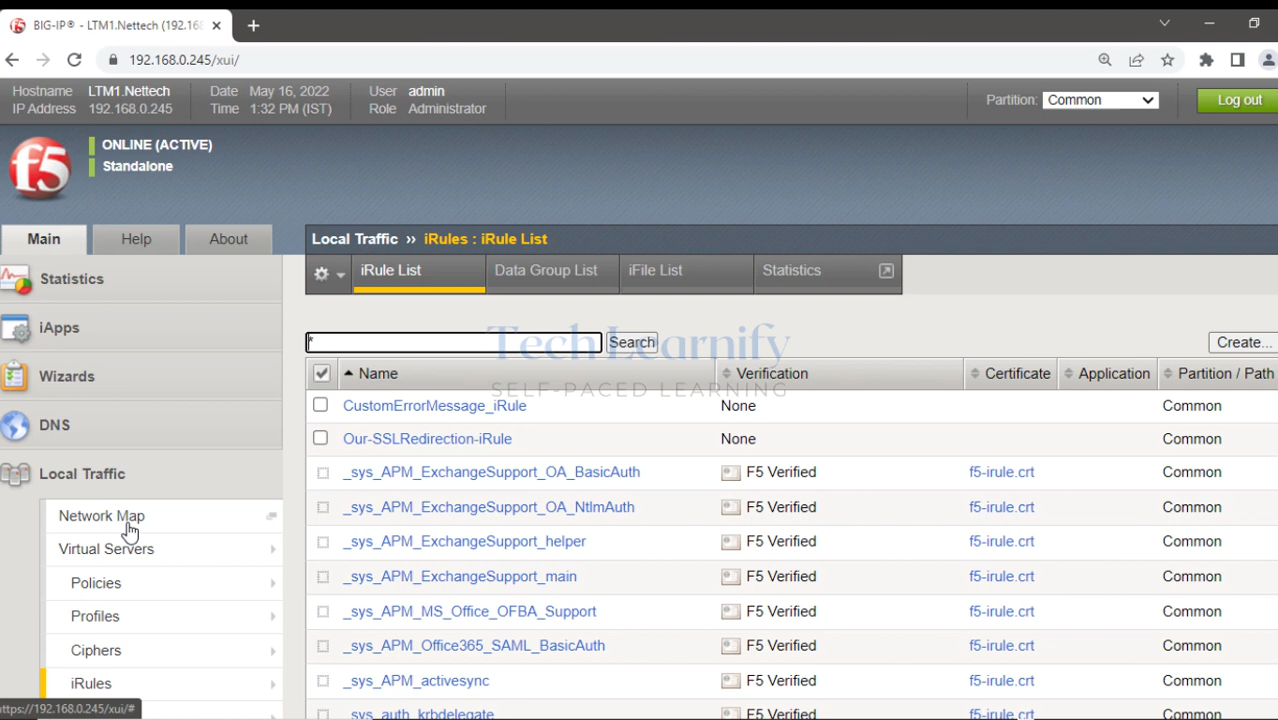 BIG-IP® - LTM1.Nettech (192.168
192.168.0.245/xui/
Hostname LTM1.Nettech Date May 16, 2022 User admin
IP Address 192.168.0.245 Time 1:32 PM (IST) Role Administrator
Partition: Common Log out
f5
ONLINE (ACTIVE)
Standalone
Main Help About
Local Traffic ›› iRules : iRule List
iRule List Data Group List iFile List Statistics
Statistics
iApps
Wizards
DNS
Local Traffic
Network Map
Virtual Servers
Policies
Profiles
Ciphers
iRules
https://192.168.0.245/xui/#
* Search Create...
Tech Learnify
SELF-PACED LEARNING
Name Verification Certificate Application Partition / Path
CustomErrorMessage_iRule None Common
Our-SSLRedirection-iRule None Common
_sys_APM_ExchangeSupport_OA_BasicAuth F5 Verified f5-irule.crt Common
_sys_APM_ExchangeSupport_OA_NtlmAuth F5 Verified f5-irule.crt Common
_sys_APM_ExchangeSupport_helper F5 Verified f5-irule.crt Common
_sys_APM_ExchangeSupport_main F5 Verified f5-irule.crt Common
_sys_APM_MS_Office_OFBA_Support F5 Verified f5-irule.crt Common
_sys_APM_Office365_SAML_BasicAuth F5 Verified f5-irule.crt Common
_sys_APM_activesync F5 Verified f5-irule.crt Common
_sys_auth_krbdelegate F5 Verified f5-irule.crt Common